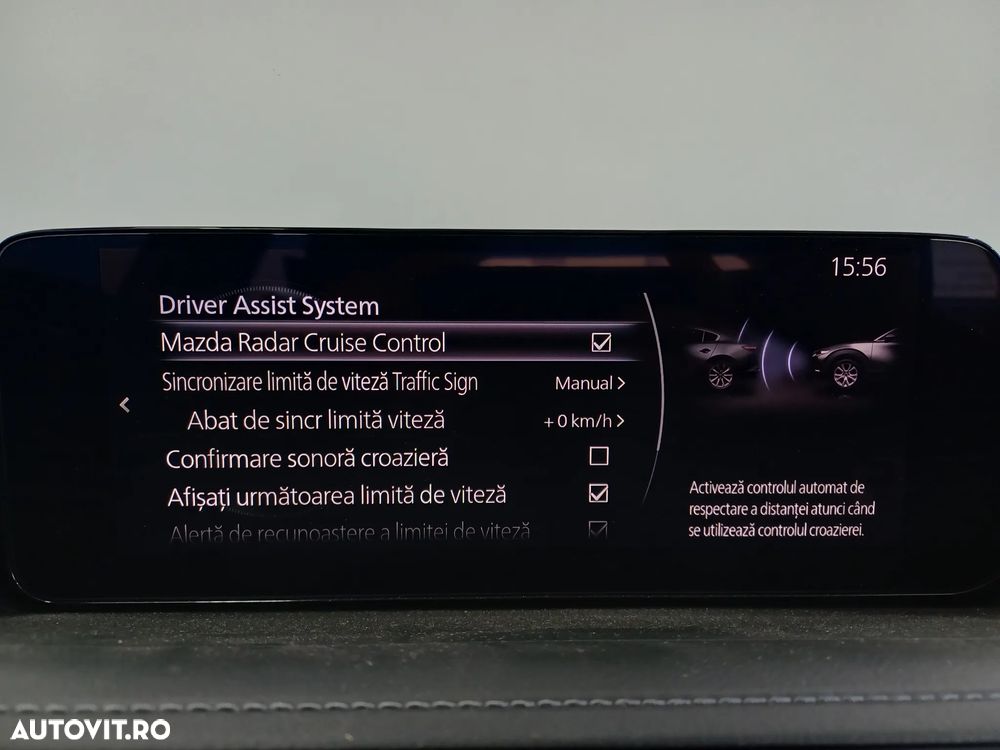 15:56
Driver Assist System
Mazda Radar Cruise Control
Sincronizare limită de viteză Traffic Sign Manual >
Abat de sincr limită viteză + 0 km/h >
Confirmare sonoră croazieră
Afișați următoarea limită de viteză
Alertă de recunoaștere a limitei de viteză
Activează controlul automat de
respectare a distanței atunci când
se utilizează controlul croazierei.
AUTOVIT.RO